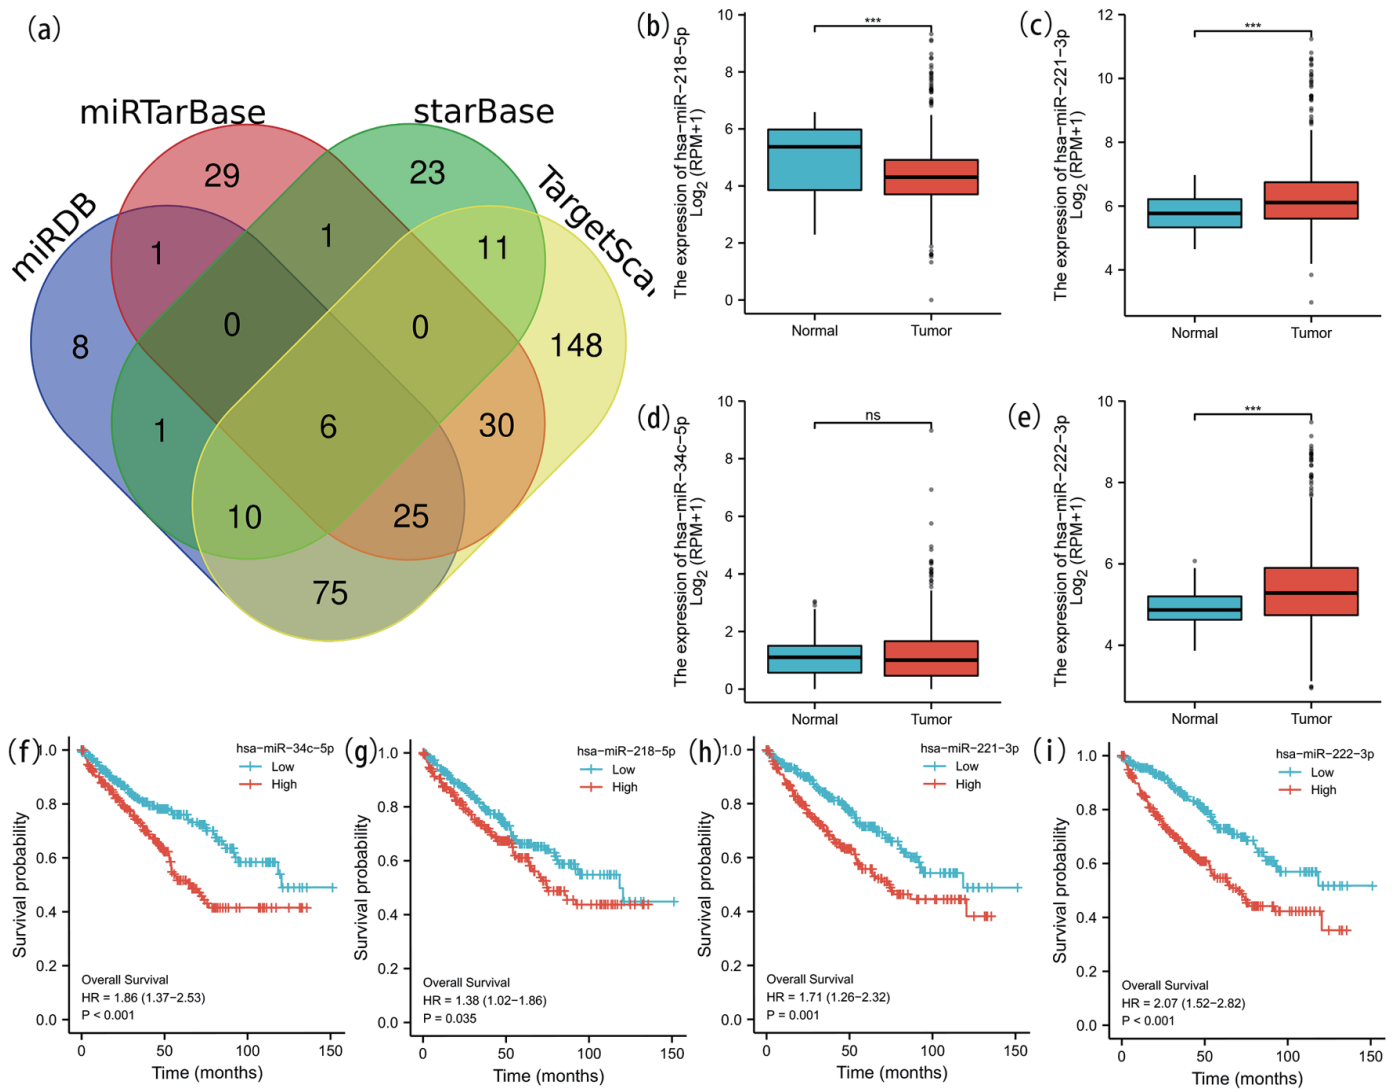 (a)
miRTarBase
starBase
miRDB
TargetScan
29
23
1
1
11
8
0
0
148
1
6
30
10
25
75
(b)
The expression of hsa−miR−218−5p
Log2 (RPM+1)
10
8
6
4
2
0
***
Normal
Tumor
(c)
The expression of hsa−miR−221−3p
Log2 (RPM+1)
12
10
8
6
4
***
Normal
Tumor
(d)
The expression of hsa−miR−34c−5p
Log2 (RPM+1)
10
8
6
4
2
0
ns
Normal
Tumor
(e)
The expression of hsa−miR−222−3p
Log2 (RPM+1)
10
8
6
4
***
Normal
Tumor
(f)
hsa−miR−34c−5p
Low
High
Survival probability
1.0
0.8
0.6
0.4
0.2
0.0
Overall Survival
HR = 1.86 (1.37−2.53)
P < 0.001
0 50 100 150
Time (months)
(g)
hsa−miR−218−5p
Low
High
Survival probability
1.0
0.8
0.6
0.4
0.2
0.0
Overall Survival
HR = 1.38 (1.02−1.86)
P = 0.035
0 50 100 150
Time (months)
(h)
hsa−miR−221−3p
Low
High
Survival probability
1.0
0.8
0.6
0.4
0.2
0.0
Overall Survival
HR = 1.71 (1.26−2.32)
P = 0.001
0 50 100 150
Time (months)
(i)
hsa−miR−222−3p
Low
High
Survival probability
1.0
0.8
0.6
0.4
0.2
0.0
Overall Survival
HR = 2.07 (1.52−2.82)
P < 0.001
0 50 100 150
Time (months)